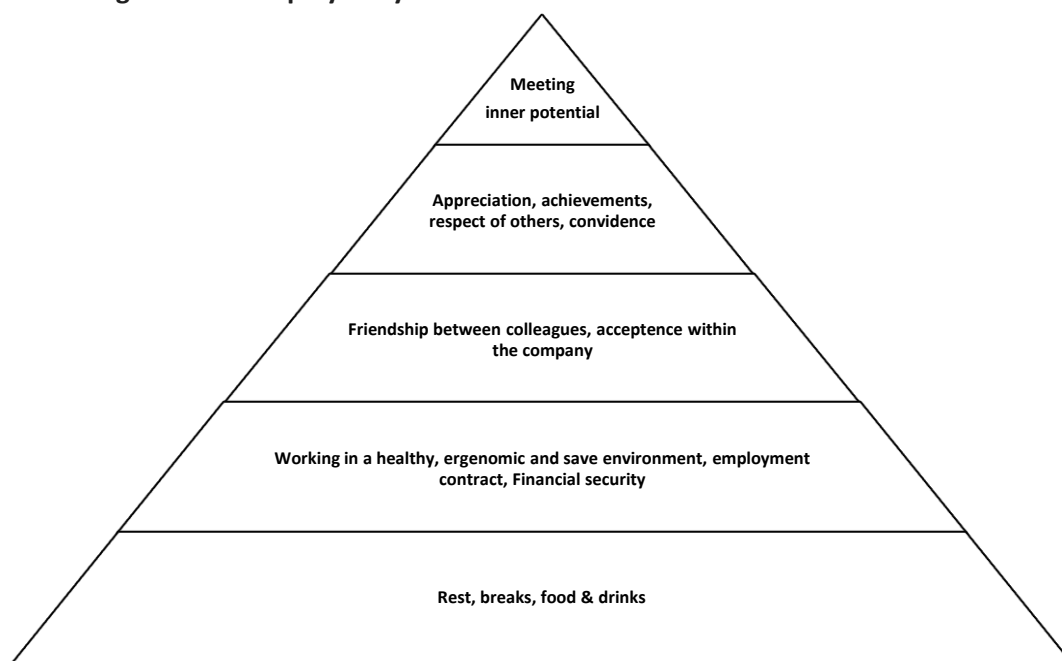 Meeting
inner potential
Appreciation, achievements,
respect of others, convidence
Friendship between colleagues, acceptence within
the company
Working in a healthy, ergenomic and save environment, employment
contract, Financial security
Rest, breaks, food & drinks